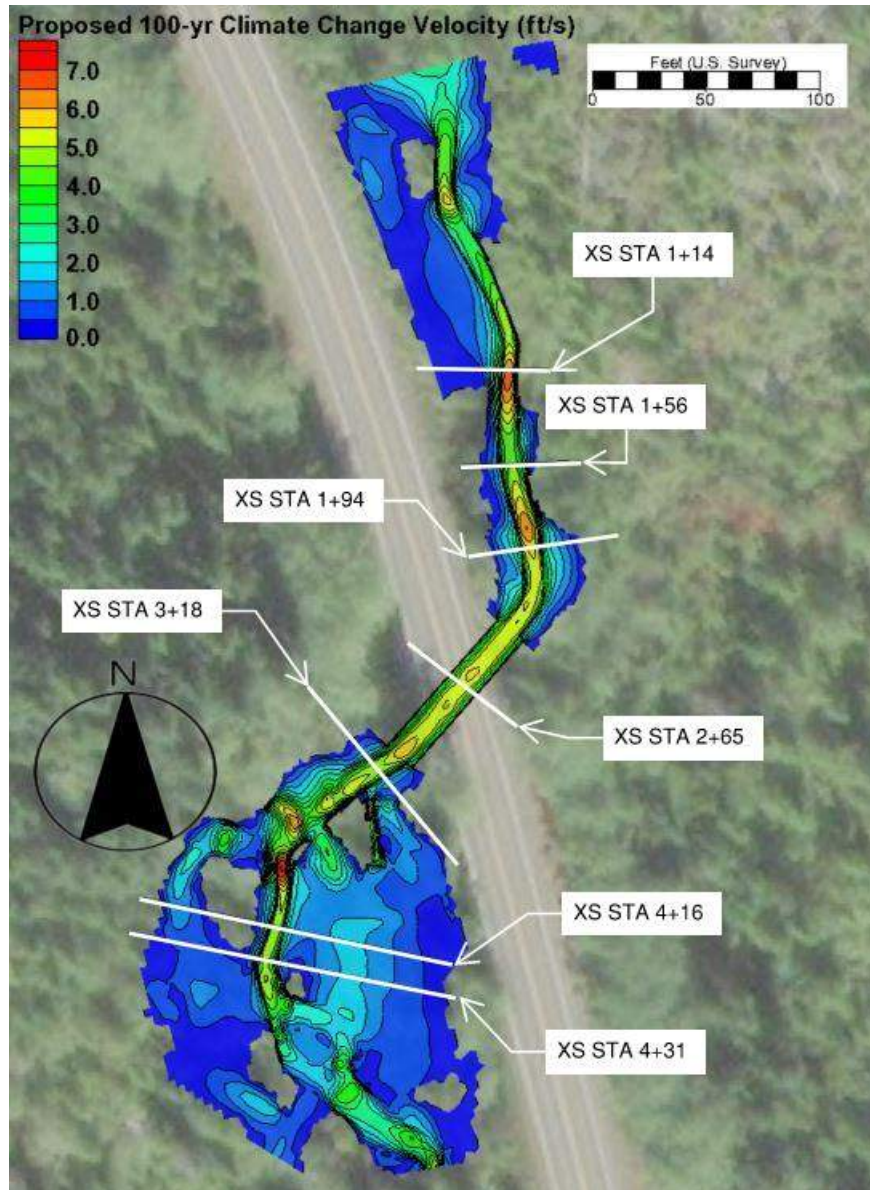 Proposed 100-yr Climate Change Velocity (ft/s)
7.0
6.0
5.0
4.0
3.0
2.0
1.0
0.0
Feet (U.S. Survey)
0 50 100
XS STA 1+14
XS STA 1+56
XS STA 1+94
XS STA 3+18
N
XS STA 2+65
XS STA 4+16
XS STA 4+31